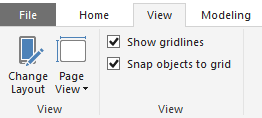 File Home View Modeling
Change Layout
Page View
Show gridlines
Snap objects to grid
View View